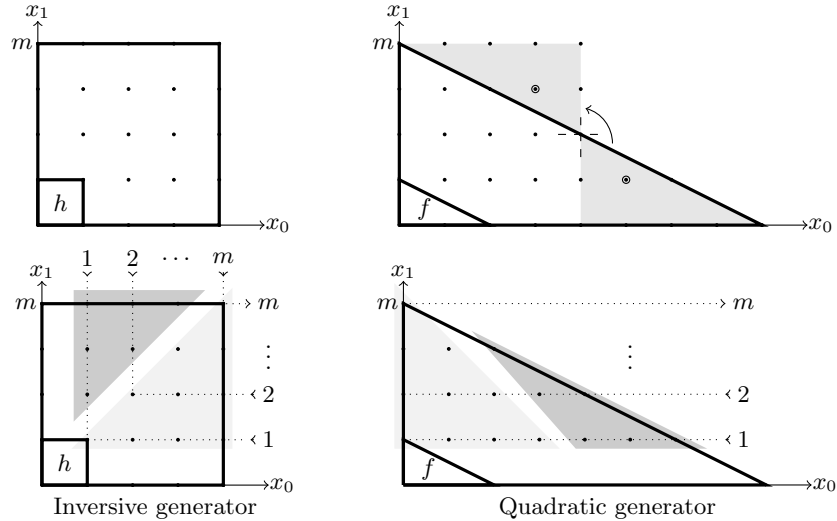 x₁
x₁
m
m
h
f
x₀
x₀
1 2 ⋯ m
x₁
x₁
m
m
m
m
⋮
⋮
2
2
1
1
h
f
x₀
x₀
Inversive generator
Quadratic generator